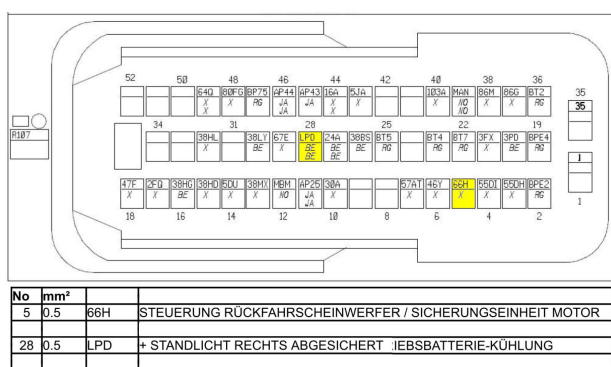 52 50 48 46 44 42 40 38 36 35
64Q 80FG BP75 AP44 AP43 16A 5JA 103A MAN 86M 86G BT2 35
X X RG JA JA X X X NO X X RG
X JA X NO
34 31 28 25 22 19
R107
38HL 38LY 67E LPD 24A 38BS BT5 BT4 BT7 3FX 3PD BPE4
X BE X BE BE BE RG RG RG X BE RG
BE BE
1
47F 2FQ 38HG 38HD 5DU 38MX MBM AP25 30A 57AT 46Y 66H 55DI 55DH BPE2
X X BE X X X NO JA X X X X X X RG
JA
18 16 14 12 10 8 6 4 2 1
No mm²
5 0.5 66H STEUERUNG RÜCKFAHRSCHEINWERFER / SICHERUNGSEINHEIT MOTOR
28 0.5 LPD + STANDLICHT RECHTS ABGESICHERT :IEBSBATTERIE-KÜHLUNG